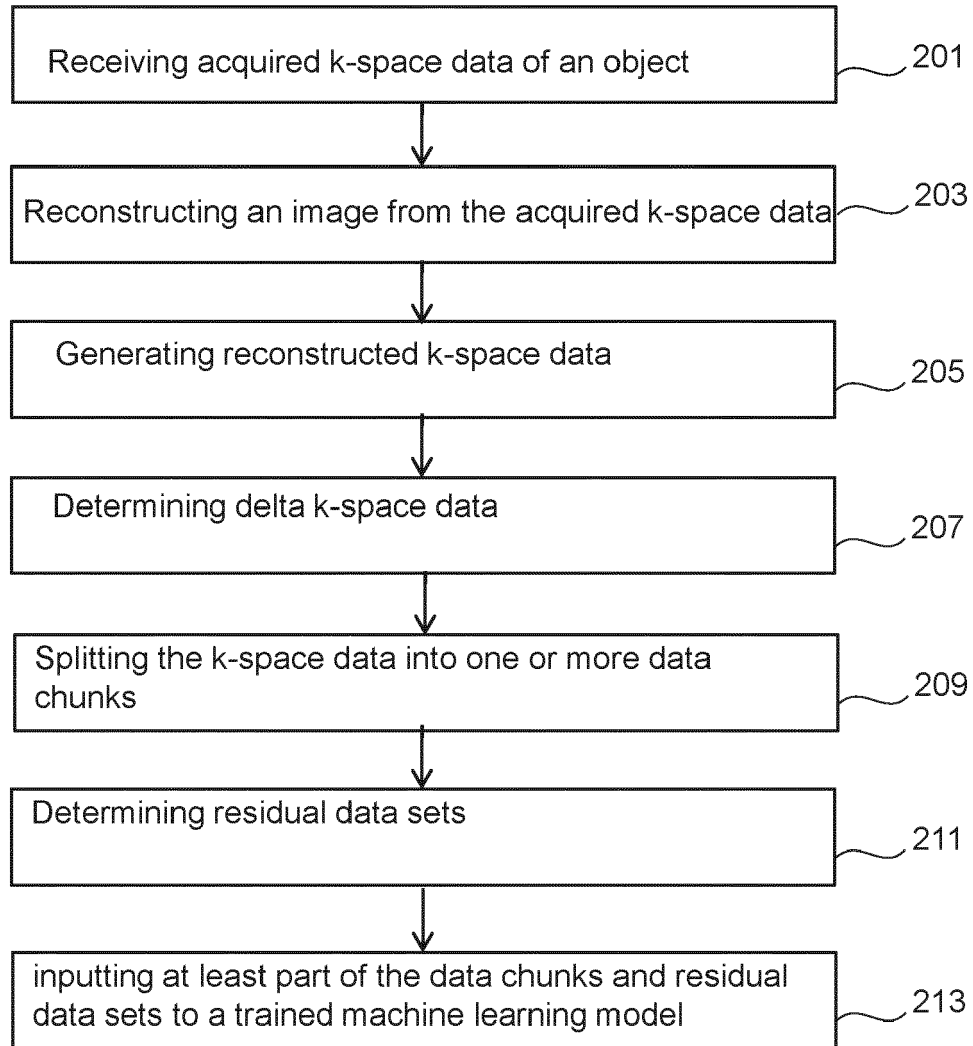 Receiving acquired k-space data of an object
201
Reconstructing an image from the acquired k-space data
203
Generating reconstructed k-space data
205
Determining delta k-space data
207
Splitting the k-space data into one or more data
chunks
209
Determining residual data sets
211
inputting at least part of the data chunks and residual
data sets to a trained machine learning model
213